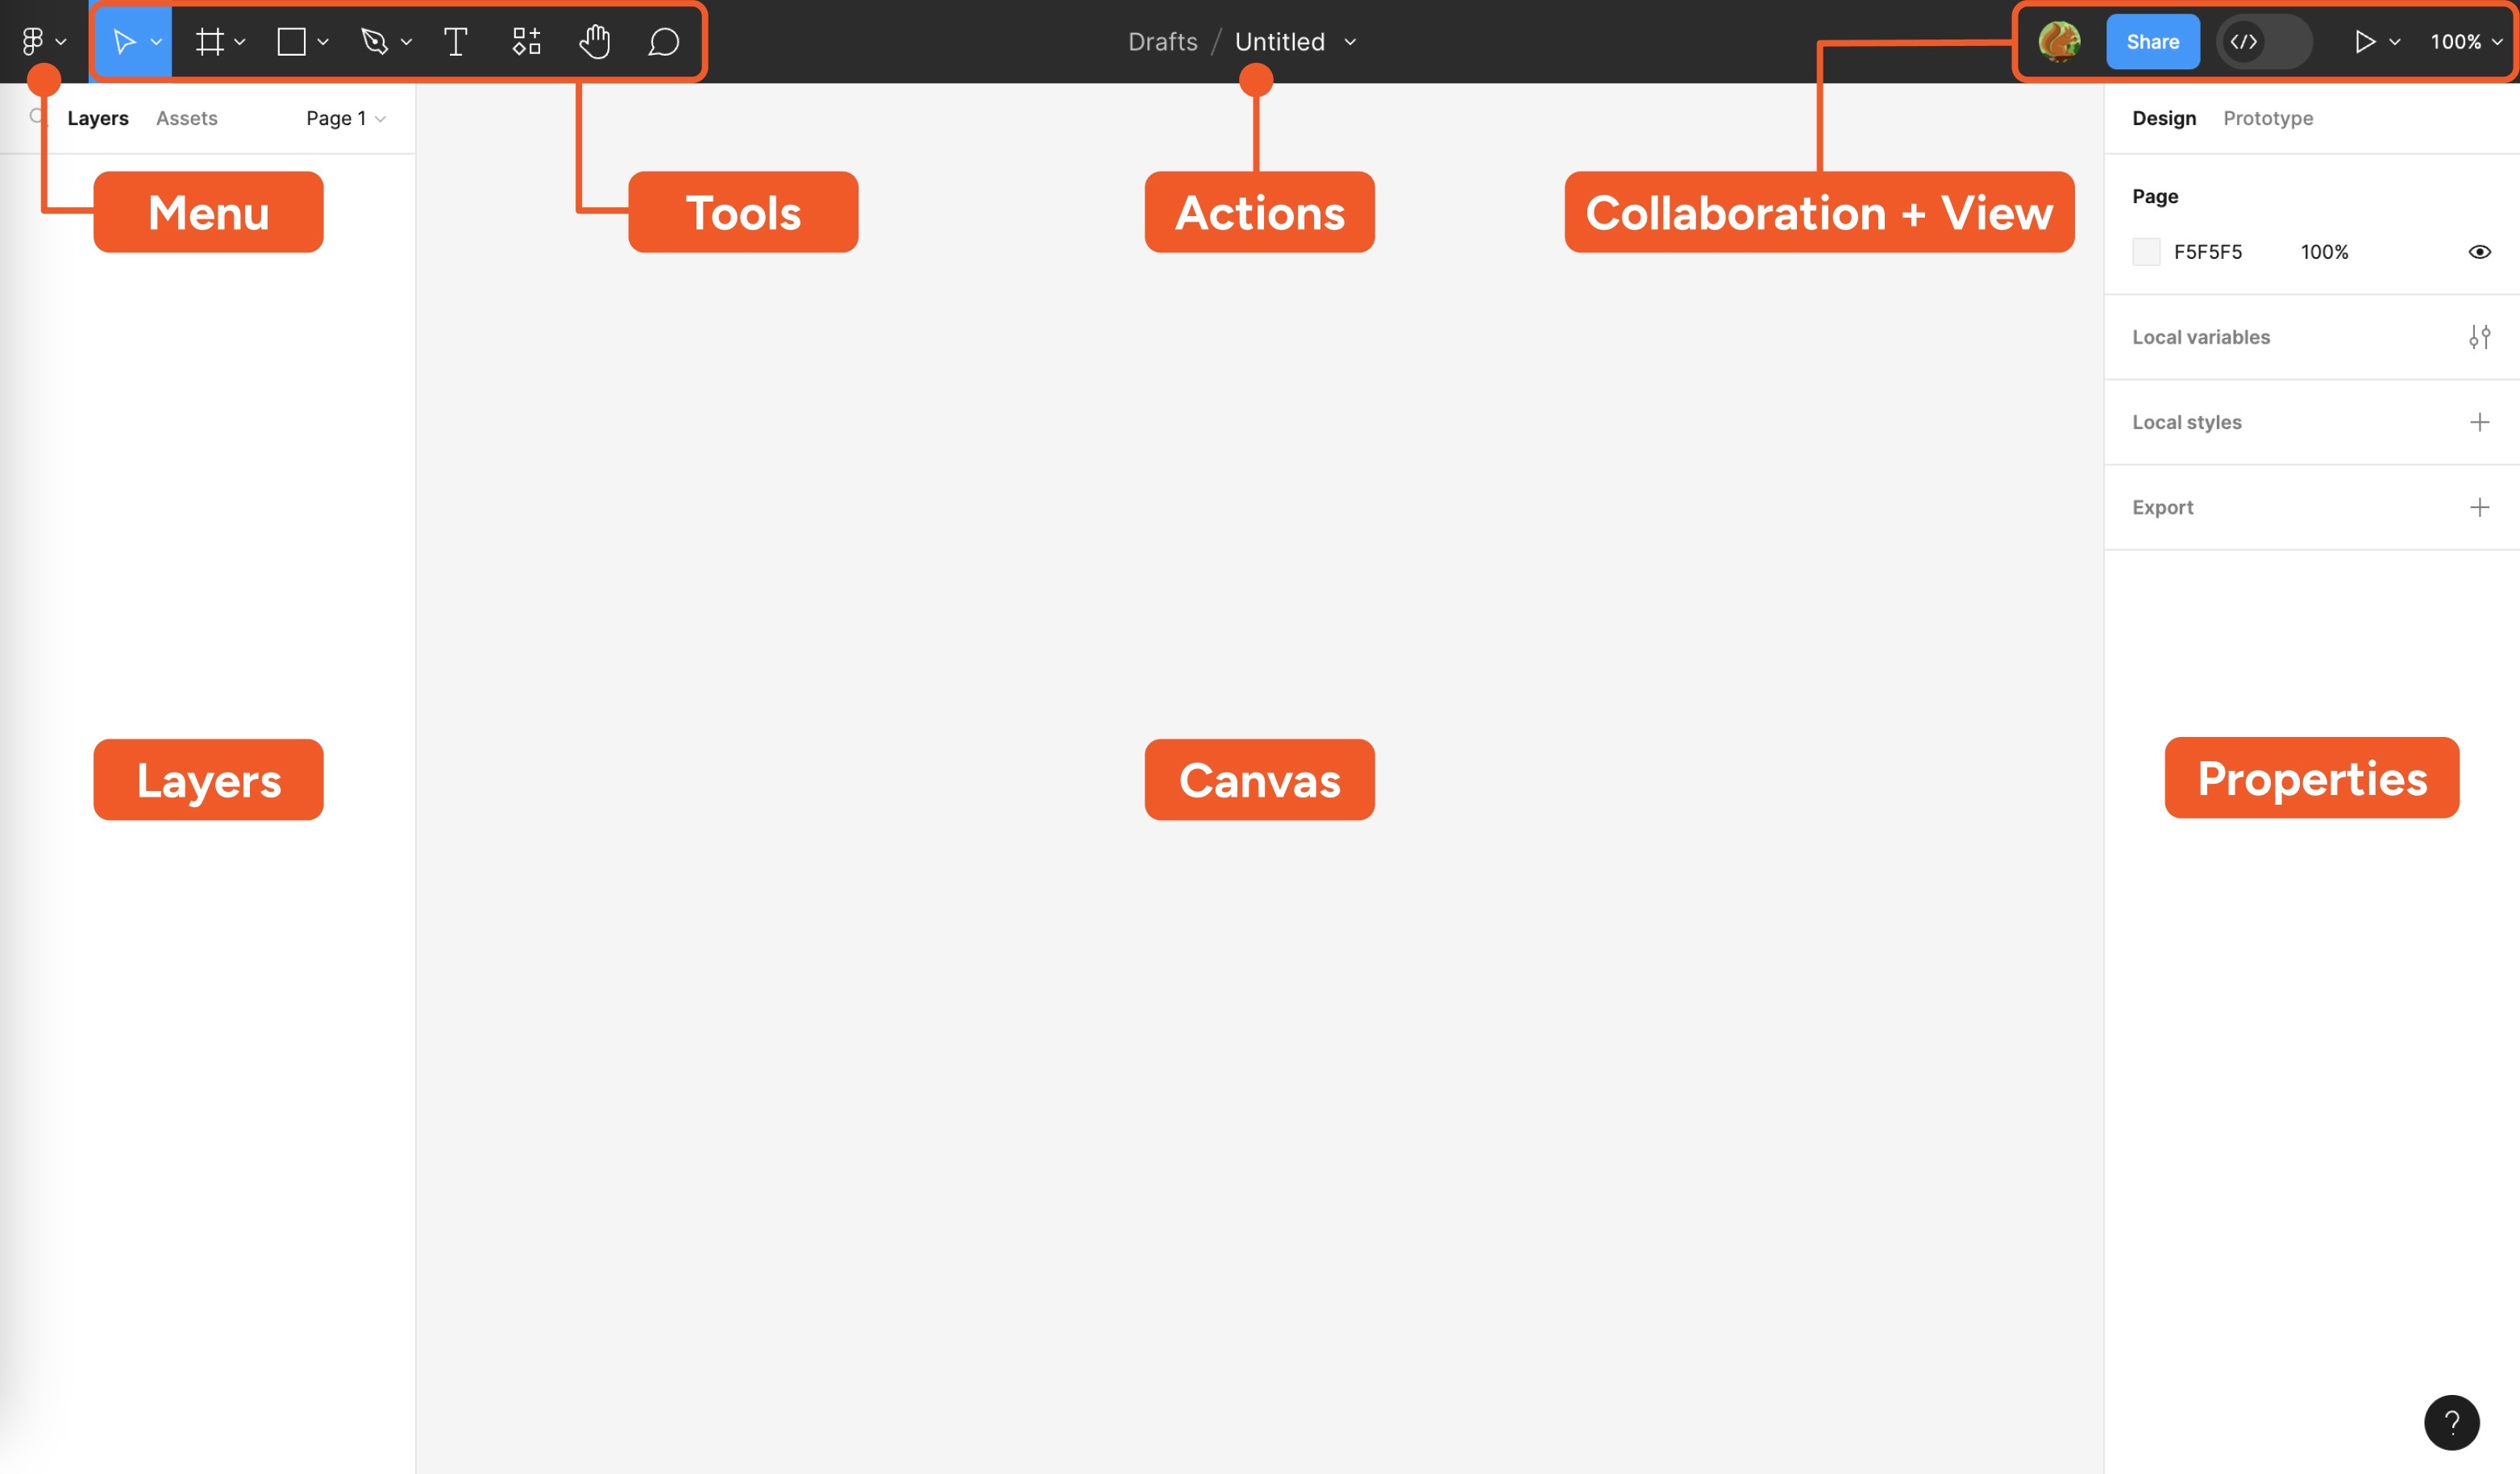 Drafts / Untitled
Share
</>
100%
Layers Assets Page 1
Design Prototype
Menu
Tools
Actions
Collaboration + View
Page
F5F5F5 100%
Local variables
Local styles
Export
Layers
Canvas
Properties
?